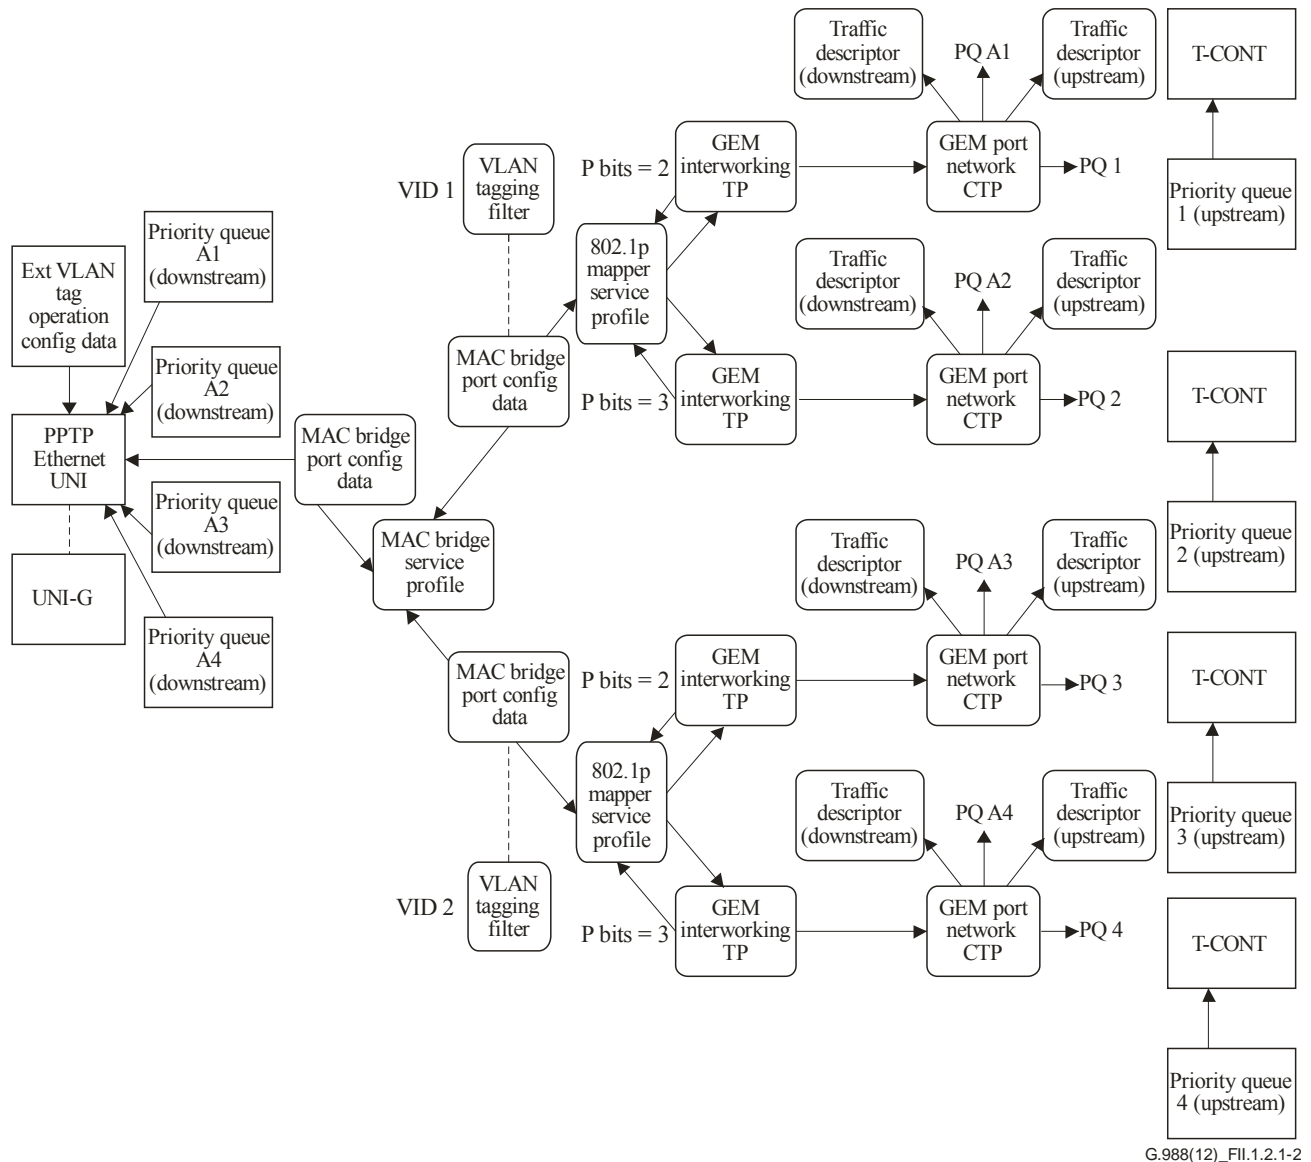 Traffic
descriptor
(downstream)
PQ A1
Traffic
descriptor
(upstream)
T-CONT
VID 1
VLAN
tagging
filter
P bits = 2
GEM
interworking
TP
GEM port
network
CTP
PQ 1
Priority queue
1 (upstream)
Ext VLAN
tag
operation
config data
Priority queue
A1
(downstream)
802.1p
mapper
service
profile
Traffic
descriptor
(downstream)
PQ A2
Traffic
descriptor
(upstream)
Priority queue
A2
(downstream)
MAC bridge
port config
data
P bits = 3
GEM
interworking
TP
GEM port
network
CTP
PQ 2
T-CONT
PPTP
Ethernet
UNI
MAC bridge
port config
data
Priority queue
A3
(downstream)
MAC bridge
service
profile
Traffic
descriptor
(downstream)
PQ A3
Traffic
descriptor
(upstream)
Priority queue
2 (upstream)
UNI-G
Priority queue
A4
(downstream)
MAC bridge
port config
data
P bits = 2
GEM
interworking
TP
GEM port
network
CTP
PQ 3
T-CONT
802.1p
mapper
service
profile
Traffic
descriptor
(downstream)
PQ A4
Traffic
descriptor
(upstream)
Priority queue
3 (upstream)
VID 2
VLAN
tagging
filter
P bits = 3
GEM
interworking
TP
GEM port
network
CTP
PQ 4
T-CONT
Priority queue
4 (upstream)
G.988(12)_FII.1.2.1-2